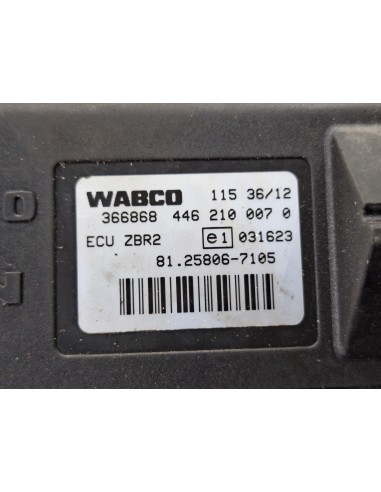 WABCO 115 36/12
366868 446 210 007 0
ECU ZBR2 e1 031623
81.25806-7105